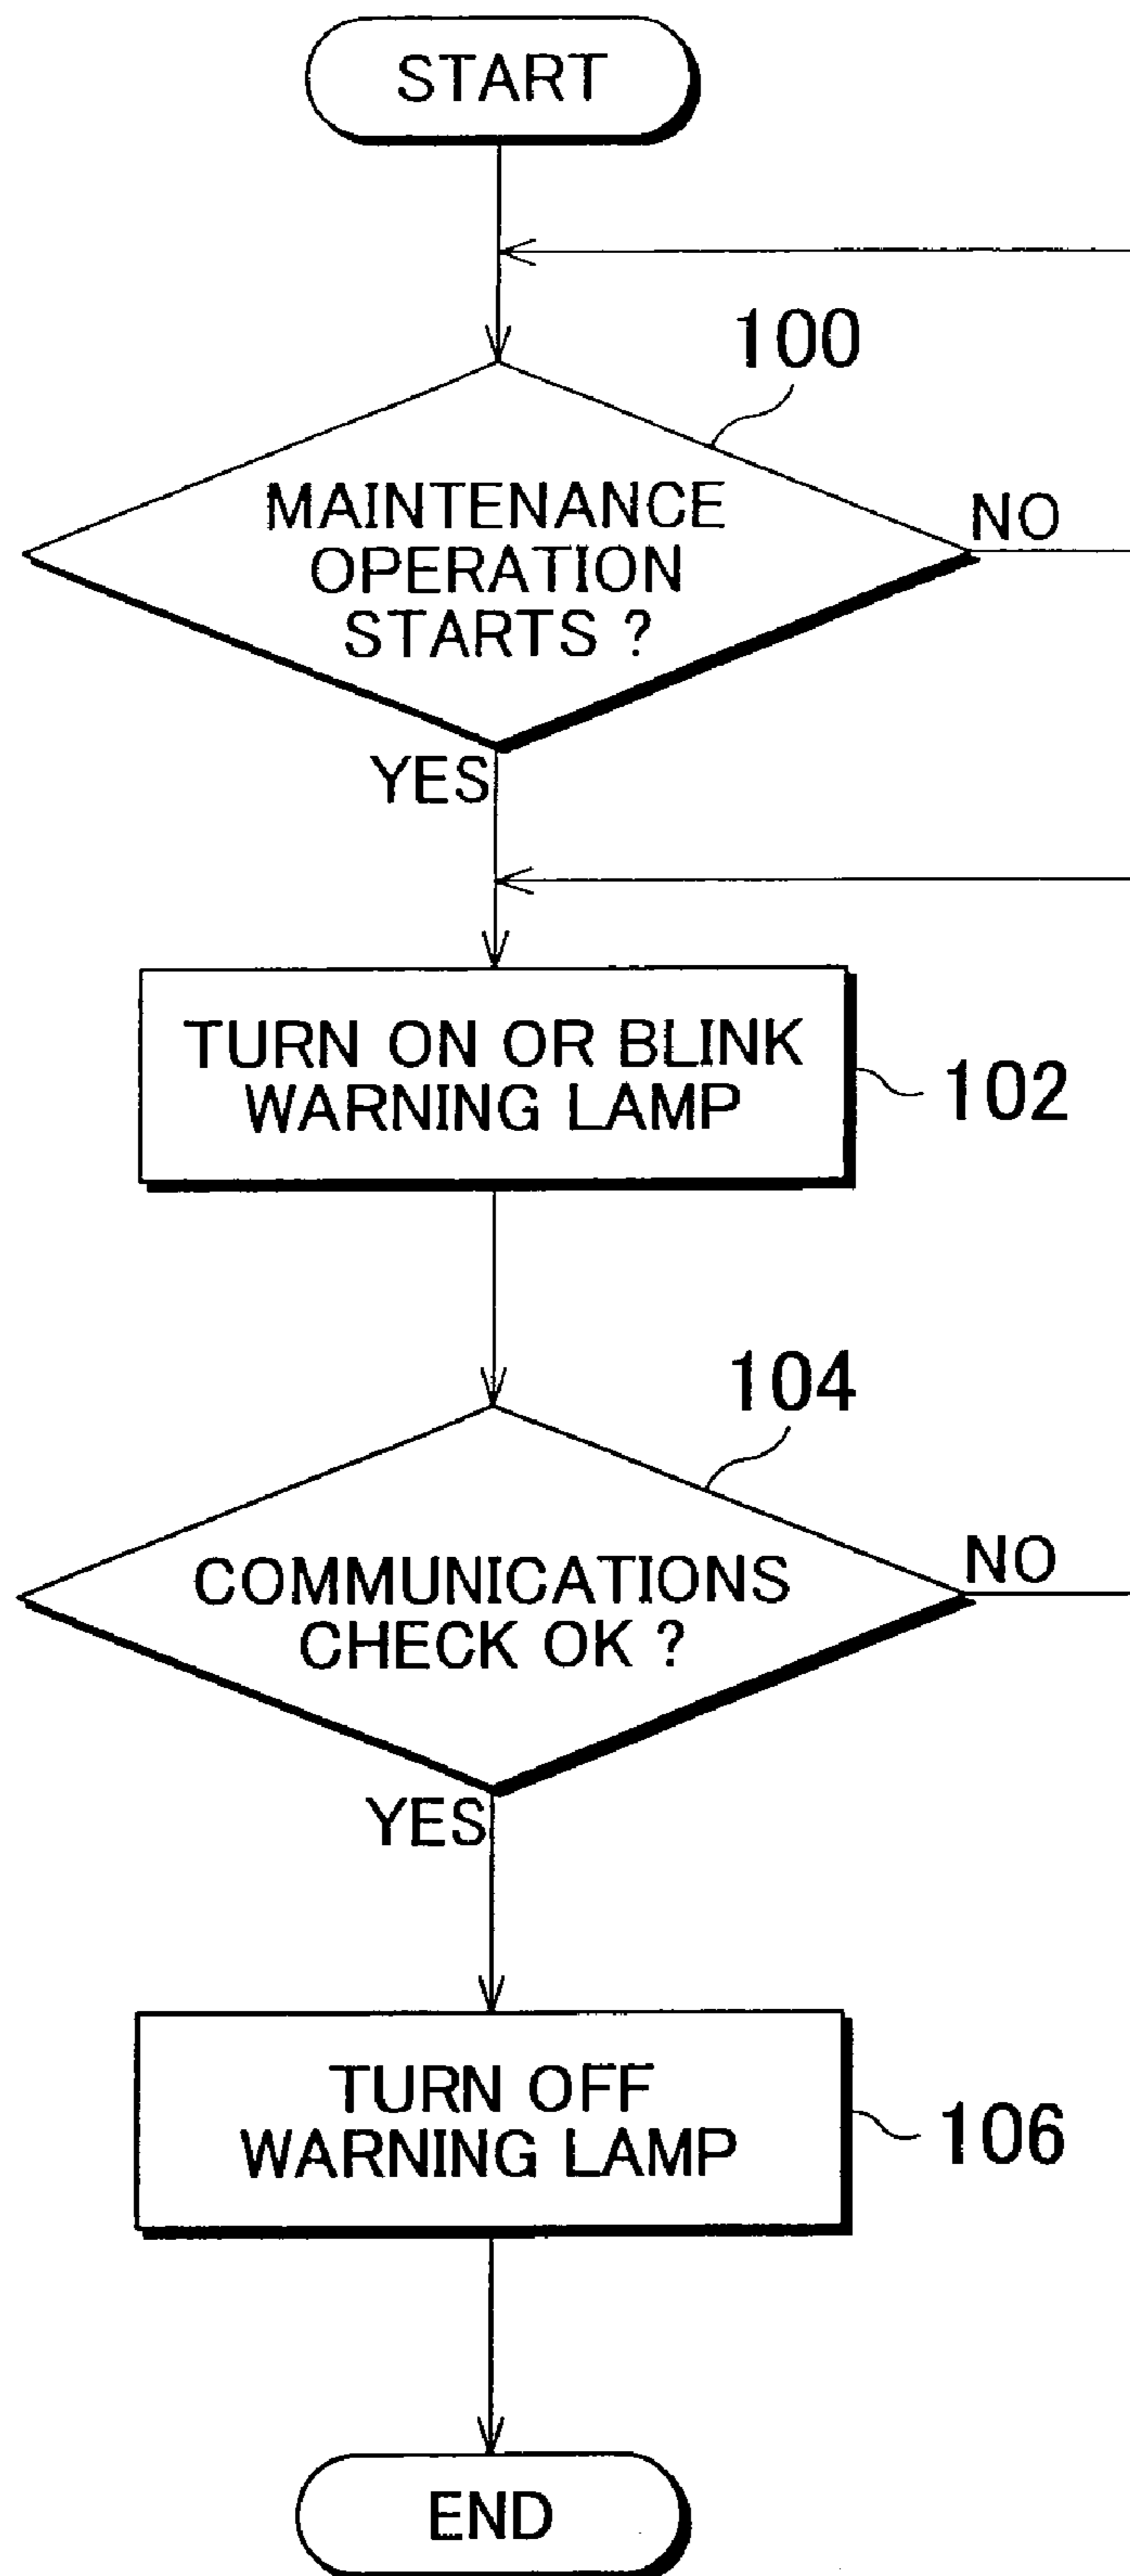 START
100
MAINTENANCE
OPERATION
STARTS ?
NO
YES
TURN ON OR BLINK
WARNING LAMP
102
104
COMMUNICATIONS
CHECK OK ?
NO
YES
TURN OFF
WARNING LAMP
106
END